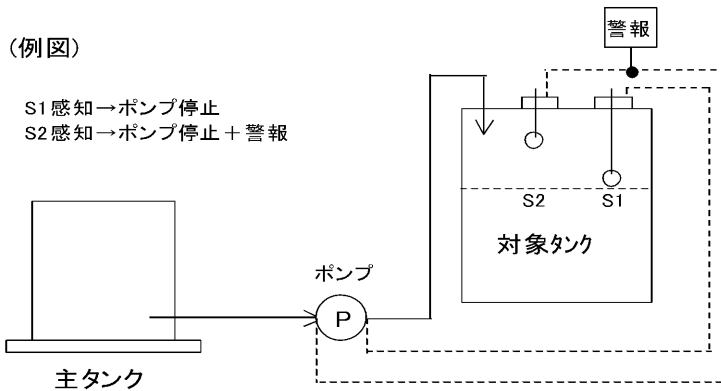 (例図)
警報
S1感知→ポンプ停止
S2感知→ポンプ停止+警報
S2
S1
対象タンク
ポンプ
P
主タンク